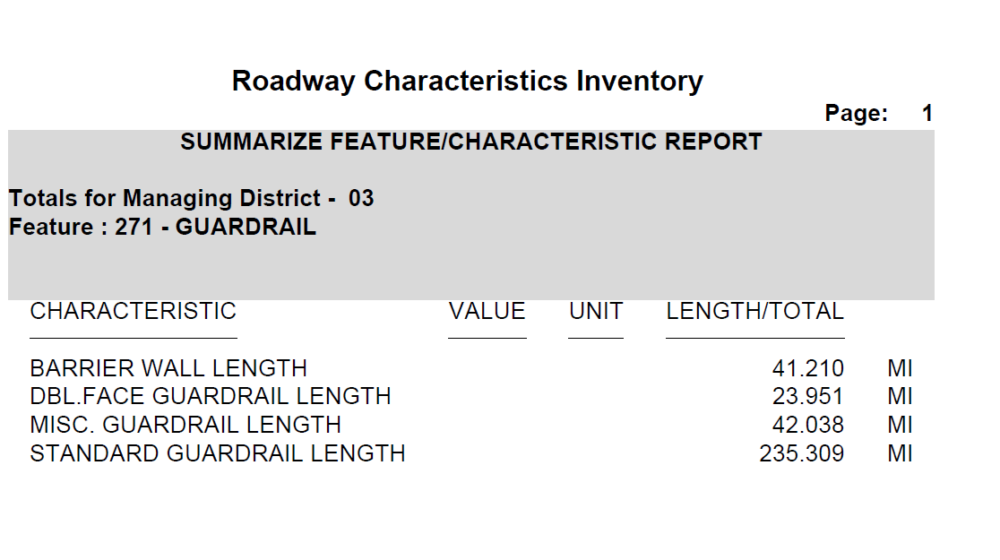 Roadway Characteristics Inventory
Page: 1
SUMMARIZE FEATURE/CHARACTERISTIC REPORT
Totals for Managing District - 03
Feature : 271 - GUARDRAIL
CHARACTERISTIC VALUE UNIT LENGTH/TOTAL
BARRIER WALL LENGTH 41.210 MI
DBL.FACE GUARDRAIL LENGTH 23.951 MI
MISC. GUARDRAIL LENGTH 42.038 MI
STANDARD GUARDRAIL LENGTH 235.309 MI